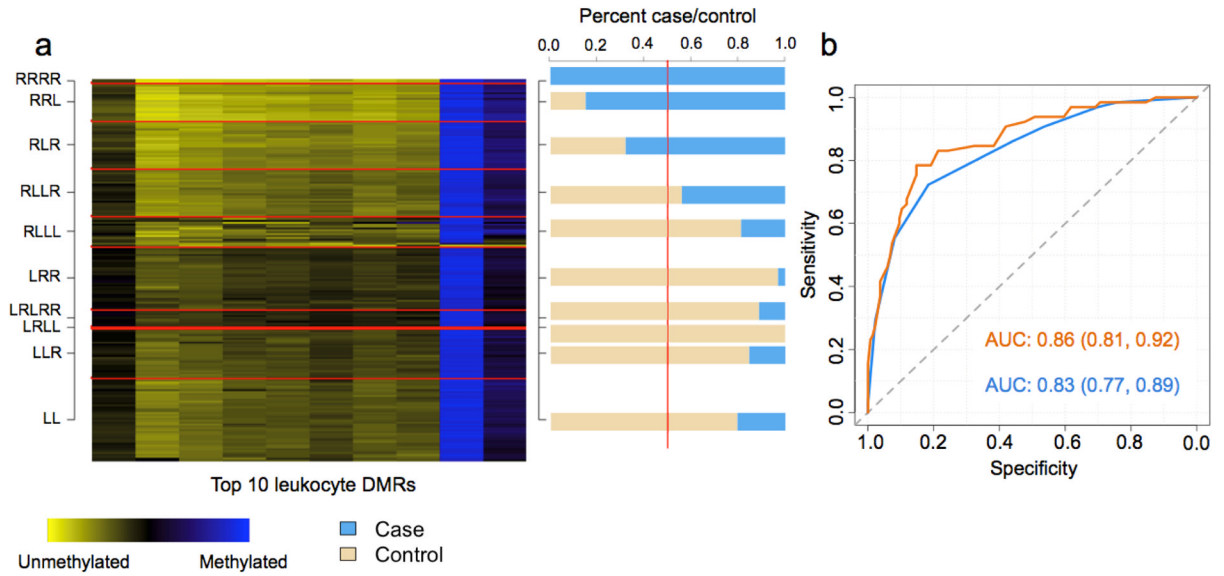 a
Percent case/control
0.0 0.2 0.4 0.6 0.8 1.0
RRRR
RRL
RLR
RLLR
RLLL
LRR
LRLRR
LRLL
LLR
LL
Top 10 leukocyte DMRs
Unmethylated Methylated
Case
Control
b
Sensitivity
1.0
0.8
0.6
0.4
0.2
0.0
AUC: 0.86 (0.81, 0.92)
AUC: 0.83 (0.77, 0.89)
1.0 0.2 0.4 0.6 0.8 0.0
Specificity